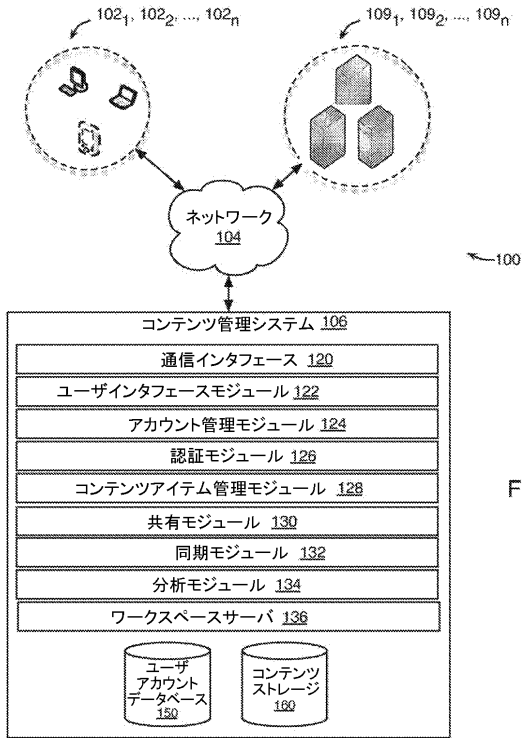 102₁, 102₂, ..., 102ₙ
109₁, 109₂, ..., 109ₙ
ネットワーク
104
100
コンテンツ管理システム 106
通信インタフェース 120
ユーザインタフェースモジュール 122
アカウント管理モジュール 124
認証モジュール 126
コンテンツアイテム管理モジュール 128
F
共有モジュール 130
同期モジュール 132
分析モジュール 134
ワークスペースサーバ 136
ユーザ
アカウント
データベース
150
コンテンツ
ストレージ
160